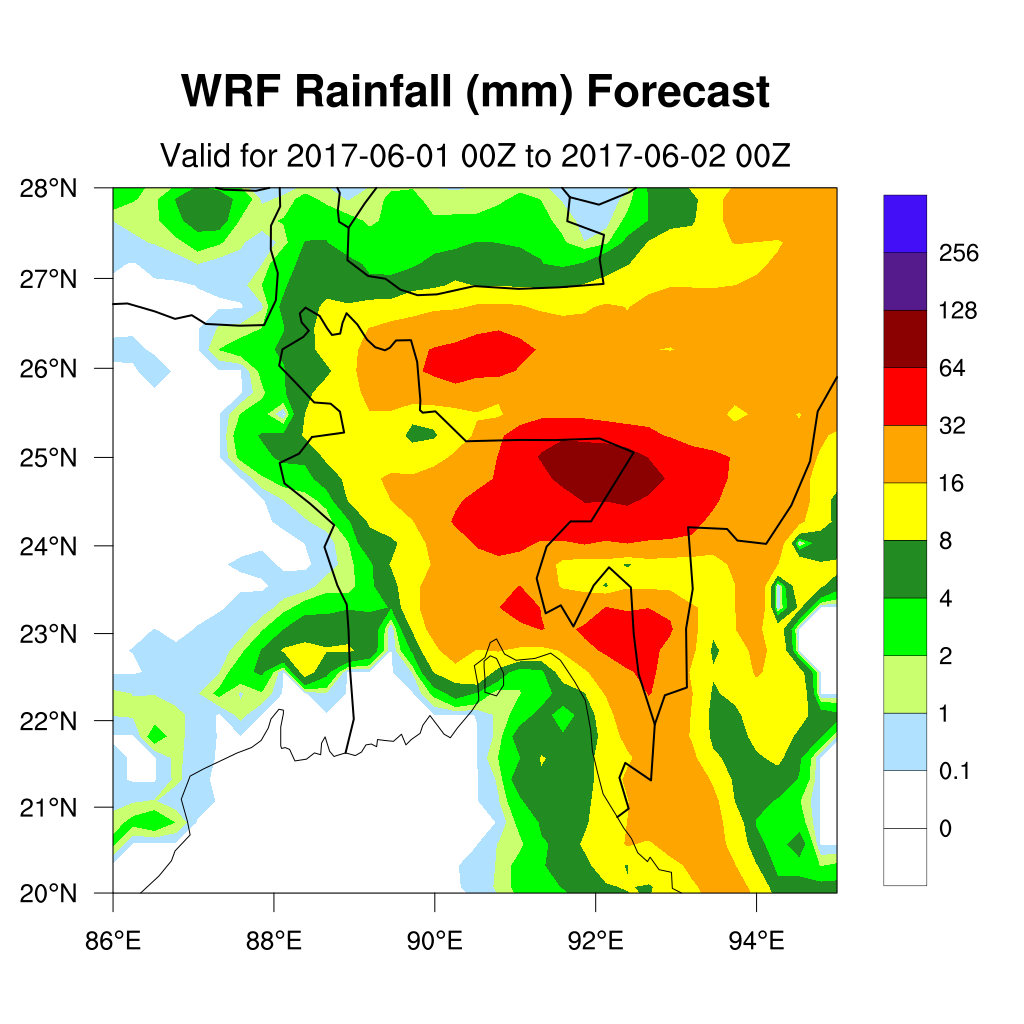 WRF Rainfall (mm) Forecast
Valid for 2017-06-01 00Z to 2017-06-02 00Z
28°N
27°N
26°N
25°N
24°N
23°N
22°N
21°N
20°N
86°E
88°E
90°E
92°E
94°E
256
128
64
32
16
8
4
2
1
0.1
0